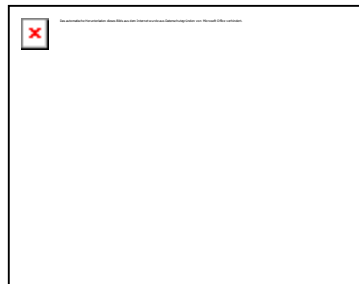 Das automatische Herunterladen dieses Bilds aus dem Internet wurde aus Datenschutzgründen von Microsoft Office verhindert.